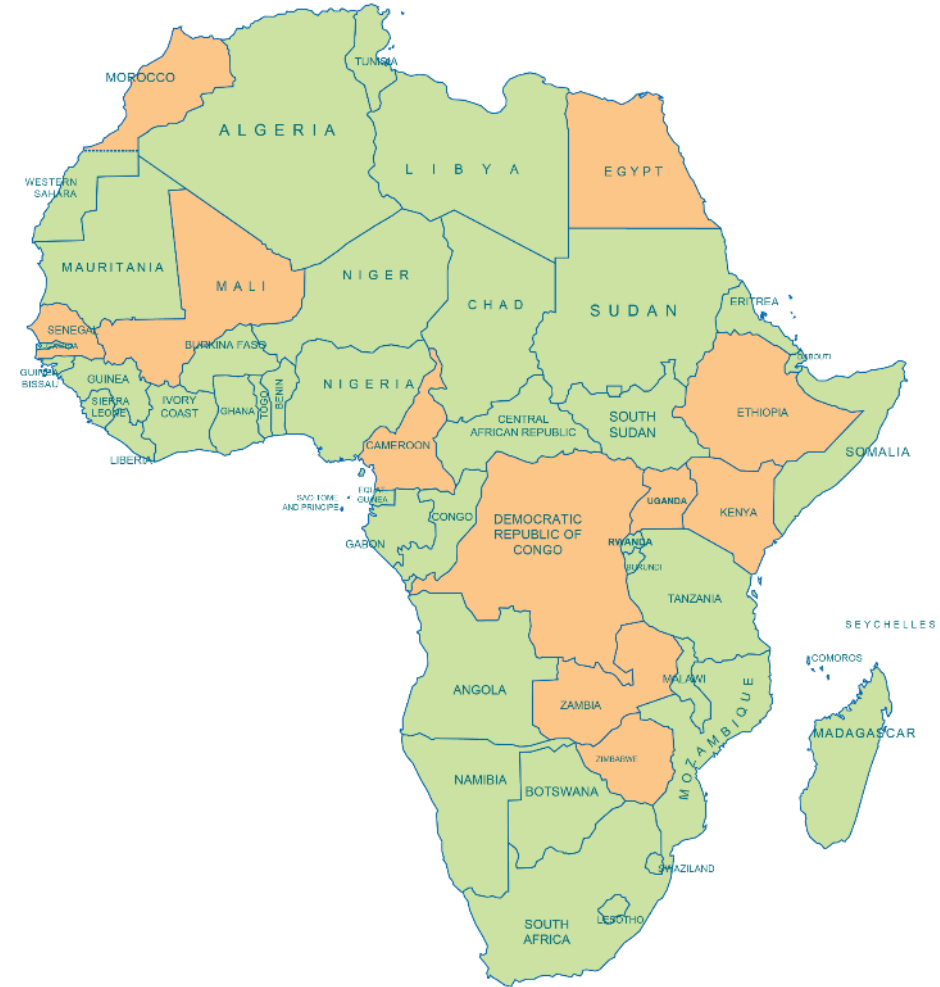 TUNISIA
MOROCCO
ALGERIA
LIBYA
EGYPT
WESTERN
SAHARA
MAURITANIA
MALI
NIGER
CHAD
SUDAN
ERITREA
SENEGAL
BURKINA FASO
DJIBOUTI
GUINEA
BISSAU
GUINEA
NIGERIA
SIERRA
LEONE
IVORY
COAST
GHANA
TOGO
BENIN
CENTRAL
AFRICAN REPUBLIC
SOUTH
SUDAN
ETHIOPIA
LIBERIA
CAMEROON
SOMALIA
EQUAT
GUINEA
SAO TOME
AND PRINCIPE
UGANDA
KENYA
CONGO
DEMOCRATIC
REPUBLIC OF
CONGO
GABON
RWANDA
BURUNDI
TANZANIA
SEYCHELLES
COMOROS
ANGOLA
MALAWI
ZAMBIA
MOZAMBIQUE
MADAGASCAR
ZIMBABWE
NAMIBIA
BOTSWANA
SWAZILAND
LESOTHO
SOUTH
AFRICA